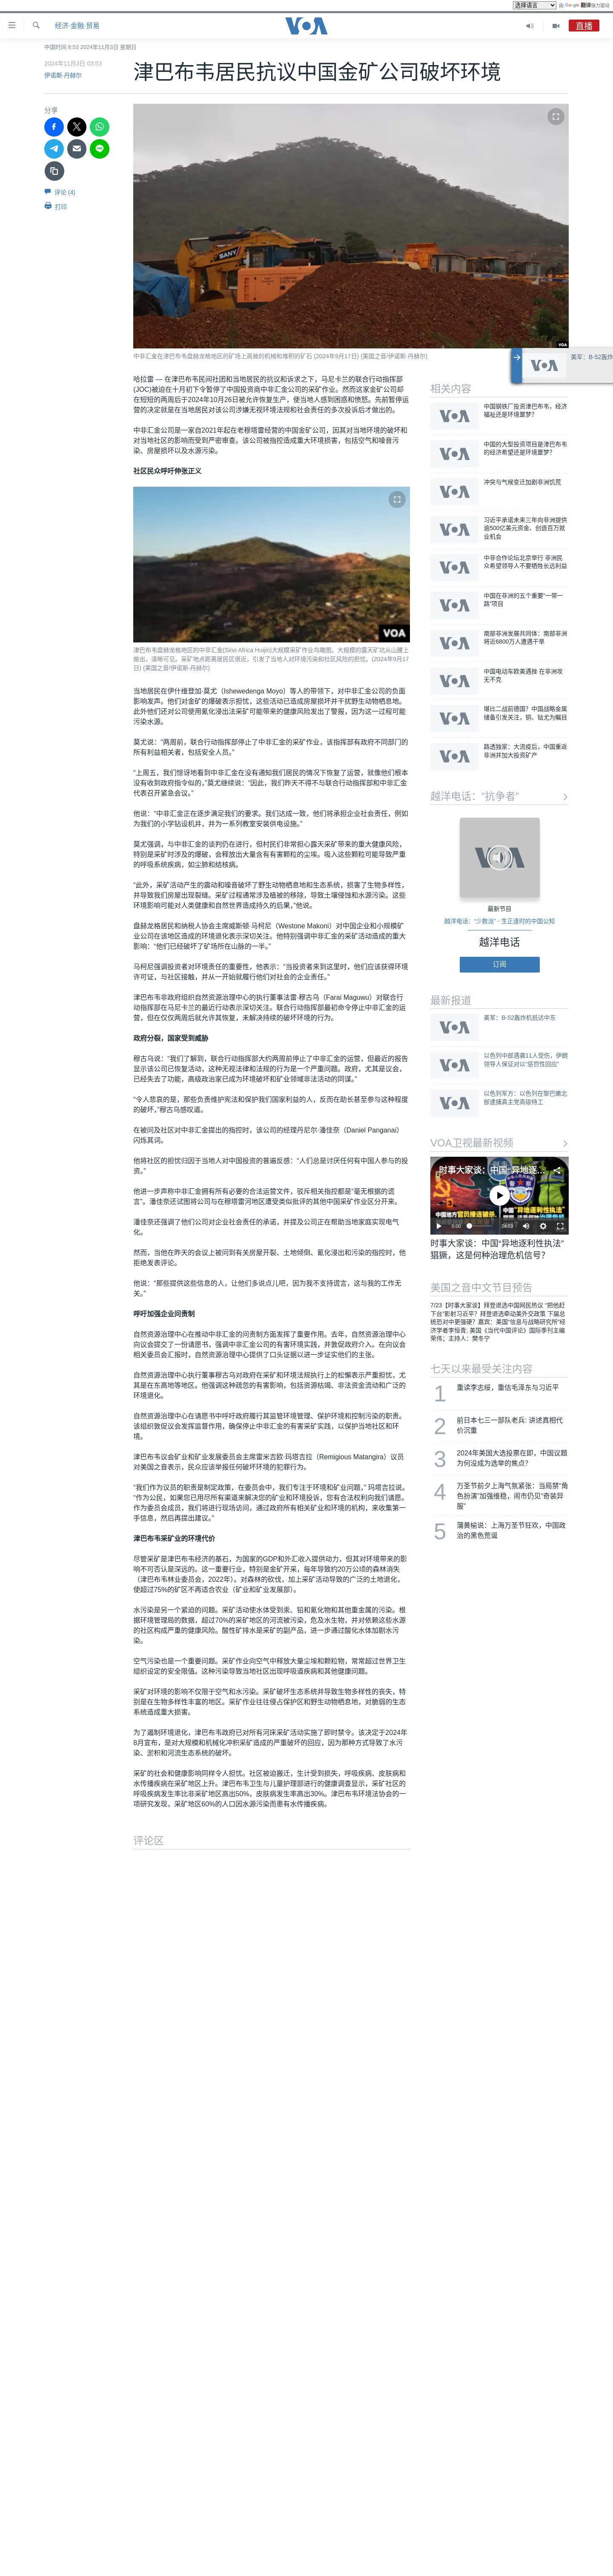 选择语言 由 Google 翻译强力驱动
经济·金融·贸易
VOA
直播
中国时间 8:53 2024年11月3日 星期日
2024年11月3日 03:53
伊诺斯·丹赫尔
津巴布韦居民抗议中国金矿公司破坏环境
分享
评论 (4)
打印
SANY
VOA
中非汇金在津巴布韦盘赫龙格地区的矿场上高耸的机械和堆积的矿石 (2024年9月17日) (美国之音/伊诺斯·丹赫尔)
哈拉雷 — 在津巴布韦民间社团和当地居民的抗议和诉求之下，马尼卡兰的联合行动指挥部
(JOC)被迫在十月初下令暂停了中国投资商中非汇金公司的采矿作业。然而这家金矿公司却
在短短的两周后于2024年10月26日被允许恢复生产，使当地人感到困惑和愤怒。先前暂停运
营的决定就是在当地居民对该公司涉嫌无视环境法规和社会责任的多次投诉后才做出的。
中非汇金公司是一家自2021年起在老穆塔雷经营的中国金矿公司，因其对当地环境的破坏和
对当地社区的影响而受到严密审查。该公司被指控造成重大环境损害，包括空气和噪音污
染、房屋损坏以及水源污染。
社区民众呼吁伸张正义
VOA
津巴布韦盘赫龙格地区的中非汇金(Sino Africa Huijin)大规模采矿作业鸟瞰图。大规模的露天矿坑从山腰上
凿出，清晰可见。采矿地点距离居民区很近，引发了当地人对环境污染和社区风险的担忧。(2024年9月17
日) (美国之音/伊诺斯·丹赫尔)
当地居民在伊什维登加·莫尤（Ishewedenga Moyo）等人的带领下，对中非汇金公司的负面
影响发声。他们对金矿的爆破表示担忧，这些活动已造成房屋损坏并干扰野生动物栖息地。
此外他们还对公司使用氰化浸出法采矿可能带来的健康风险发出了警报，因为这一过程可能
污染水源。
莫尤说：“两周前，联合行动指挥部停止了中非汇金的采矿作业，该指挥部有政府不同部门的
所有利益相关者，包括安全人员。”
“上周五，我们惊讶地看到中非汇金在没有通知我们居民的情况下恢复了运营，就像他们根本
没有收到政府指令似的，”莫尤继续说：“因此，我们昨天不得不与联合行动指挥部和中非汇金
代表召开紧急会议。”
他说：“中非汇金正在逐步满足我们的要求。我们达成一致，他们将承担企业社会责任，例如
为我们的小学钻设机井，并为一系列教室安装供电设施。”
莫尤强调，与中非汇金的谈判仍在进行，但村民们非常担心露天采矿带来的重大健康风险，
特别是采矿时涉及的爆破，会释放出大量含有有害颗粒的尘埃。吸入这些颗粒可能导致严重
的呼吸系统疾病，如尘肺和结核病。
“此外，采矿活动产生的震动和噪音破坏了野生动物栖息地和生态系统，损害了生物多样性，
并导致我们房屋出现裂缝。采矿过程通常涉及植被的移除，导致土壤侵蚀和水源污染。这些
环境影响可能对人类健康和自然世界造成持久的后果，”他说。
盘赫龙格居民和纳税人协会主席威斯顿·马柯尼（Westone Makoni）对中国企业和小规模矿
业公司在该地区造成的环境退化表示深切关注。他特别强调中非汇金的采矿活动造成的重大
影响：“他们已经破坏了矿场所在山脉的一半。”
马柯尼强调投资者对环境责任的重要性，他表示：“当投资者来到这里时，他们应该获得环境
许可证，与社区接触，并从一开始就履行他们对社会的企业责任。”
津巴布韦非政府组织自然资源治理中心的执行董事法雷·穆古乌（Farai Maguwu）对联合行
动指挥部在马尼卡兰的最近行动表示深切关注。联合行动指挥部最初命令停止中非汇金的运
营，但在仅仅两周后就允许其恢复，未解决持续的破坏环境的行为。
政府分裂，国家受到威胁
穆古乌说：“我们了解到，联合行动指挥部大约两周前停止了中非汇金的运营，但最近的报告
显示该公司已恢复活动，这种无视法律和法规的行为是一个严重问题。政府，尤其是议会，
已经失去了功能，高级政治家已成为环境破坏和矿业领域非法活动的同谋。”
“令人悲哀的是，那些负责维护宪法和保护我们国家利益的人，反而在助长甚至参与这种程度
的破坏，”穆古乌感叹道。
在被问及社区对中非汇金提出的指控时，该公司的经理丹尼尔·潘佳奈（Daniel Panganai）
闪烁其词。
他将社区的担忧归因于当地人对中国投资的普遍反感：“人们总是讨厌任何有中国人参与的投
资。”
他进一步声称中非汇金拥有所有必要的合法运营文件，驳斥相关指控都是“毫无根据的谎
言”。潘佳奈还试图将公司与在穆塔雷河地区遭受类似批评的其他中国采矿作业区分开来。
潘佳奈还强调了他们公司对企业社会责任的承诺，并提及公司正在帮助当地家庭实现电气
化。
然而，当他在昨天的会议上被问到有关房屋开裂、土地倾倒、氰化浸出和污染的指控时，他
拒绝发表评论。
他说：“那些提供这些信息的人，让他们多说点儿吧，因为我不支持谎言，这与我的工作无
关。”
呼吁加强企业问责制
自然资源治理中心在推动中非汇金的问责制方面发挥了重要作用。去年，自然资源治理中心
向议会提交了一份请愿书，强调中非汇金公司的有害环境实践，并敦促政府介入。在向议会
相关委员会汇报时，自然资源治理中心提供了口头证据以进一步证实他们的主张。
自然资源治理中心执行董事穆古乌对政府在采矿和环境法规执行上的松懈表示严重担忧，尤
其是在东高地等地区。他强调这种疏忽的有害影响，包括资源枯竭、非法资金流动和广泛的
环境退化。
自然资源治理中心在请愿书中呼吁政府履行其监管环境管理、保护环境和控制污染的职责。
该组织敦促议会发挥监督作用，确保停止中非汇金的有害采矿实践，以保护当地社区和环
境。
津巴布韦议会矿业和矿业发展委员会主席雷米吉欧·玛塔吉拉（Remigious Matangira）议员
对美国之音表示，民众应该举报任何破坏环境的犯罪行为。
“我们作为议员的职责是制定政策，在委员会中，我们专注于环境和矿业问题，” 玛塔吉拉说。
“作为公民，如果您已用尽所有渠道来解决您的矿业和环境投诉，您有合法权利向我们请愿。
作为委员会成员，我们将进行现场访问，通过政府所有相关矿业和环境的机构，来收集第一
手信息，然后再提出建议。”
津巴布韦采矿业的环境代价
尽管采矿是津巴布韦经济的基石，为国家的GDP和外汇收入提供动力，但其对环境带来的影
响不可否认是深远的。这一重要行业，特别是金矿开采，每年导致约20万公顷的森林消失
（津巴布韦林业委员会，2022年）。对森林的砍伐，加上采矿活动导致的广泛的土地退化，
使超过75%的矿区不再适合农业（矿业和矿业发展部）。
水污染是另一个紧迫的问题。采矿活动使水体受到汞、铅和氰化物和其他重金属的污染。根
据环境管理局的数据，超过70%的采矿地区的河流被污染，危及水生物，并对依赖这些水源
的社区构成严重的健康风险。酸性矿排水是采矿的副产品，进一步通过酸化水体加剧水污
染。
空气污染也是一个重要问题。采矿作业向空气中释放大量尘埃和颗粒物，常常超过世界卫生
组织设定的安全限值。这种污染导致当地社区出现呼吸道疾病和其他健康问题。
采矿对环境的影响不仅限于空气和水污染。采矿破坏生态系统并导致生物多样性的丧失，特
别是在生物多样性丰富的地区。采矿作业往往侵占保护区和野生动物栖息地，对脆弱的生态
系统造成重大损害。
为了遏制环境退化，津巴布韦政府已对所有河床采矿活动实施了即时禁令。该决定于2024年
8月宣布，是对大规模和机械化冲积采矿造成的严重破坏的回应，因为那种方式导致了水污
染、淤积和河流生态系统的破坏。
采矿的社会和健康影响同样令人担忧。社区被迫搬迁，生计受到损失，呼吸疾病、皮肤病和
水传播疾病在采矿地区上升。津巴布韦卫生与儿童护理部进行的健康调查显示，采矿社区的
呼吸疾病发生率比非采矿地区高出50%，皮肤病发生率高出30%。津巴布韦环境法协会的一
项研究发现，采矿地区60%的人口因水源污染而患有水传播疾病。
评论区
VOA
美军：B-52轰炸
相关内容
VOA
中国钢铁厂投资津巴布韦，经济
福祉还是环境噩梦？
VOA
中国的大型投资项目是津巴布韦
的经济希望还是环境噩梦？
VOA
冲突与气候变迁加剧非洲饥荒
VOA
习近平承诺未来三年向非洲提供
逾500亿美元资金、创造百万就
业机会
VOA
中非合作论坛北京举行 非洲民
众希望领导人不要牺牲长远利益
VOA
中国在非洲的五个重要“一带一
路”项目
VOA
南部非洲发展共同体：南部非洲
将近6800万人遭遇干旱
VOA
中国电动车欧美遇挫 在非洲攻
无不克
VOA
堪比二战前德国？中国战略金属
储备引发关注，铜、钴尤为瞩目
VOA
路透独家：大流疫后，中国重返
非洲并加大投资矿产
越洋电话：“抗争者”
VOA
最新节目
越洋电话：“少数派” - 生正逢时的中国公知
越洋电话
订阅
最新报道
VOA
美军：B-52轰炸机抵达中东
VOA
以色列中部遇袭11人受伤，伊朗
领导人保证对以“惩罚性回应”
VOA
以色列军方：以色列在黎巴嫩北
部逮捕真主党高级特工
VOA卫视最新视频
时事大家谈：中国“异地逐...
中国地方官员接连被杀
中国“异地逐利性执法”
0:00
24:59
时事大家谈：中国“异地逐利性执法”
猖獗，这是何种治理危机信号？
美国之音中文节目预告
7/23【时事大家谈】拜登退选中国网民热议 “把他赶
下台”影射习近平？拜登退选牵动美外交政策 下届总
统恐对中更强硬？嘉宾：美国“信息与战略研究所”经
济学者李恒青; 美国《当代中国评论》国际季刊主编
荣伟；主持人：樊冬宁
七天以来最受关注内容
1 重读李志绥，重估毛泽东与习近平
2 前日本七三一部队老兵: 讲述真相代
价沉重
3 2024年美国大选投票在即，中国议题
为何没成为选举的焦点？
4 万圣节前夕上海气氛紧张：当局禁“角
色扮演”加强维稳，闹市仍见“奇装异
服”
5 蒲黄榆说：上海万圣节狂欢，中国政
治的黑色荒诞